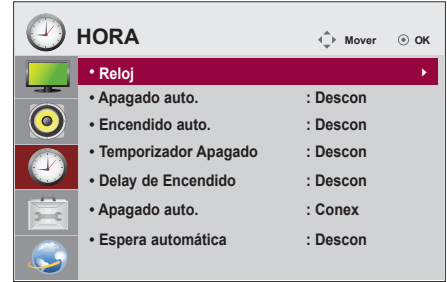 HORA Mover OK
• Reloj
• Apagado auto. : Descon
• Encendido auto. : Descon
• Temporizador Apagado : Descon
• Delay de Encendido : Descon
• Apagado auto. : Conex
• Espera automática : Descon